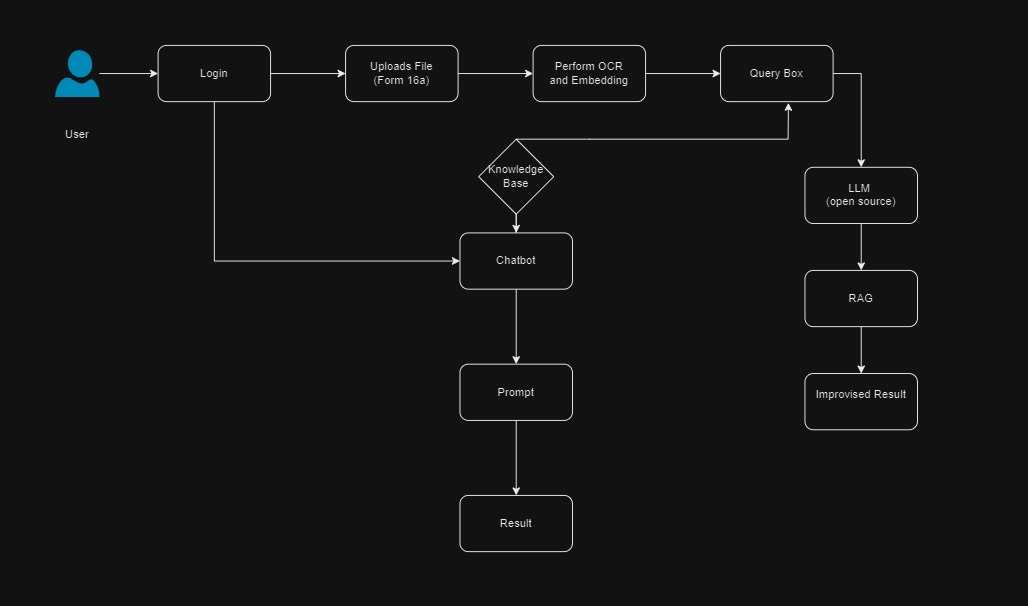 Login
Uploads File
(Form 16a)
Perform OCR
and Embedding
Query Box
User
Knowledge
Base
LLM
(open source)
Chatbot
RAG
Prompt
Improvised Result
Result